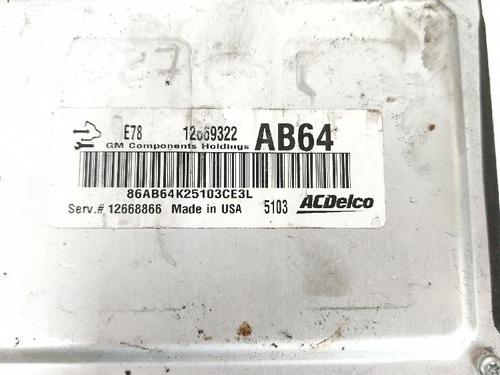 E78 12669322 AB64
GM Components Holdings
86AB64K25103CE3L
Serv.# 12668866 Made in USA 5103 ACDelco